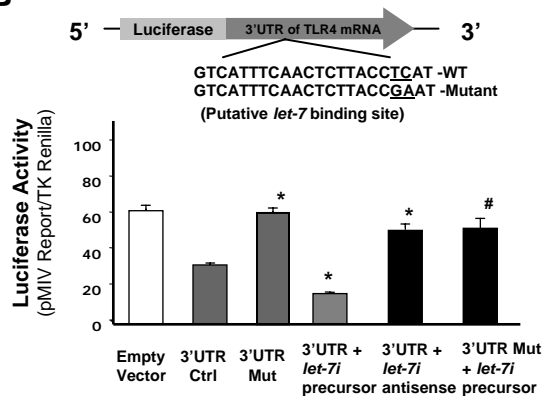 B
5’ Luciferase 3’UTR of TLR4 mRNA 3’
GTCATTTCAACTCTTACCTCAT -WT
GTCATTTCAACTCTTACCGAAT -Mutant
(Putative let-7 binding site)
Luciferase Activity
(pMIV Report/TK Renilla)
100
80
60
40
20
0
*
*
*
#
Empty Vector
3’UTR Ctrl
3’UTR Mut
3’UTR + let-7i precursor
3’UTR + let-7i antisense
3’UTR Mut + let-7i precursor